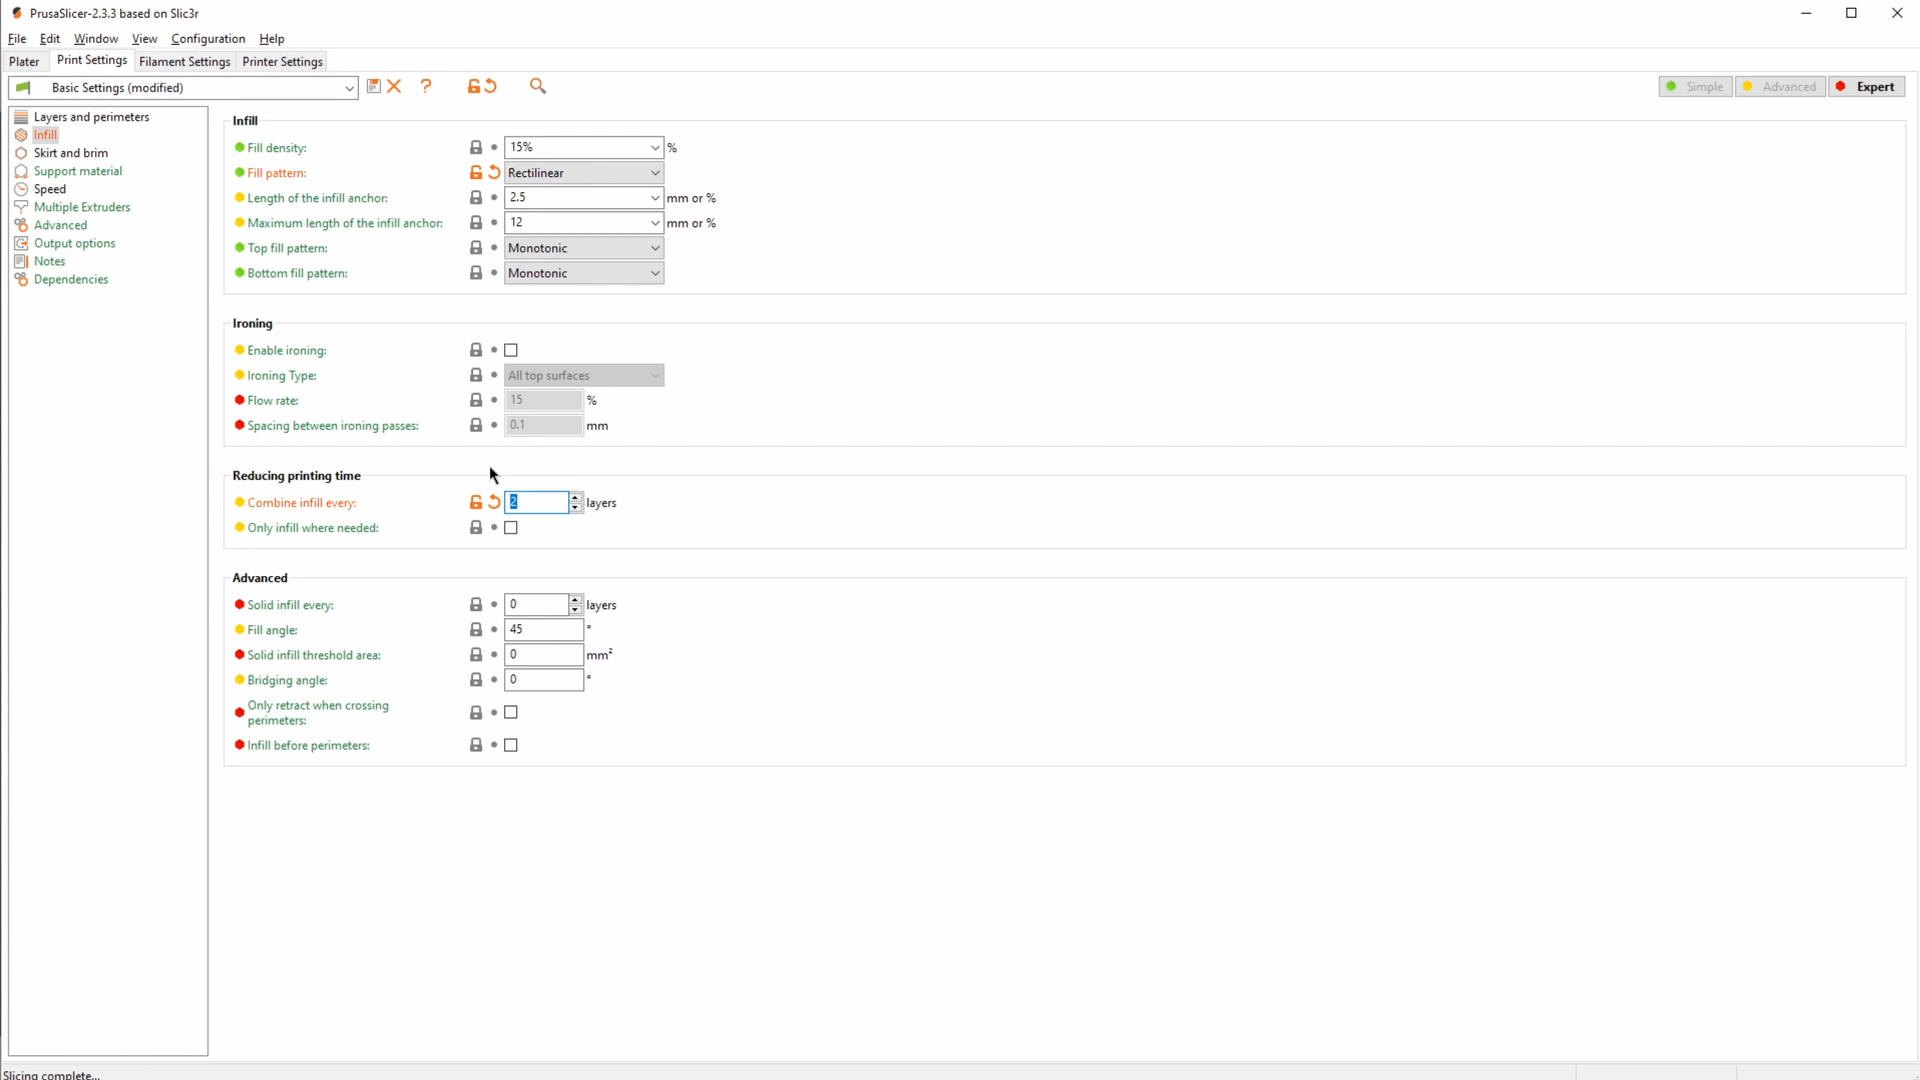 PrusaSlicer-2.3.3 based on Slic3r
File Edit Window View Configuration Help
Plater Print Settings Filament Settings Printer Settings
Basic Settings (modified) ? Simple Advanced Expert
Layers and perimeters
Infill
Skirt and brim
Support material
Speed
Multiple Extruders
Advanced
Output options
Notes
Dependencies
Infill
Fill density: 15% %
Fill pattern: Rectilinear
Length of the infill anchor: 2.5 mm or %
Maximum length of the infill anchor: 12 mm or %
Top fill pattern: Monotonic
Bottom fill pattern: Monotonic
Ironing
Enable ironing:
Ironing Type: All top surfaces
Flow rate: 15 %
Spacing between ironing passes: 0.1 mm
Reducing printing time
Combine infill every: 2 layers
Only infill where needed:
Advanced
Solid infill every: 0 layers
Fill angle: 45 °
Solid infill threshold area: 0 mm²
Bridging angle: 0 °
Only retract when crossing
perimeters:
Infill before perimeters:
Slicing complete...